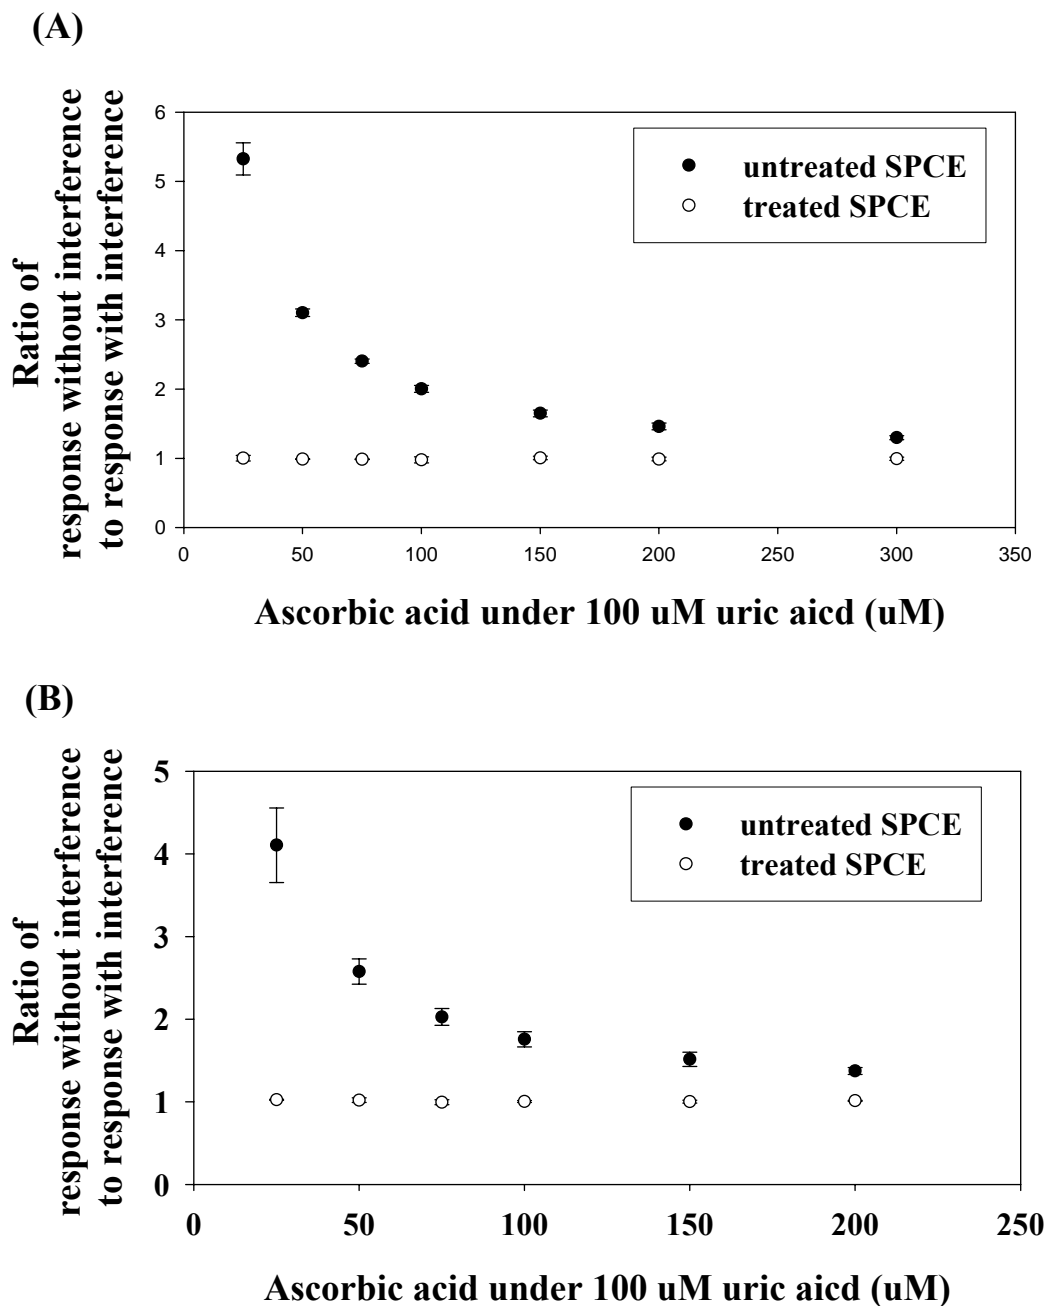 (A)
Ratio of
response without interference
to response with interference
6
5
4
3
2
1
0
untreated SPCE
treated SPCE
0 50 100 150 200 250 300 350
Ascorbic acid under 100 uM uric aicd (uM)
(B)
Ratio of
response without interference
to response with interference
5
4
3
2
1
0
untreated SPCE
treated SPCE
0 50 100 150 200 250
Ascorbic acid under 100 uM uric aicd (uM)